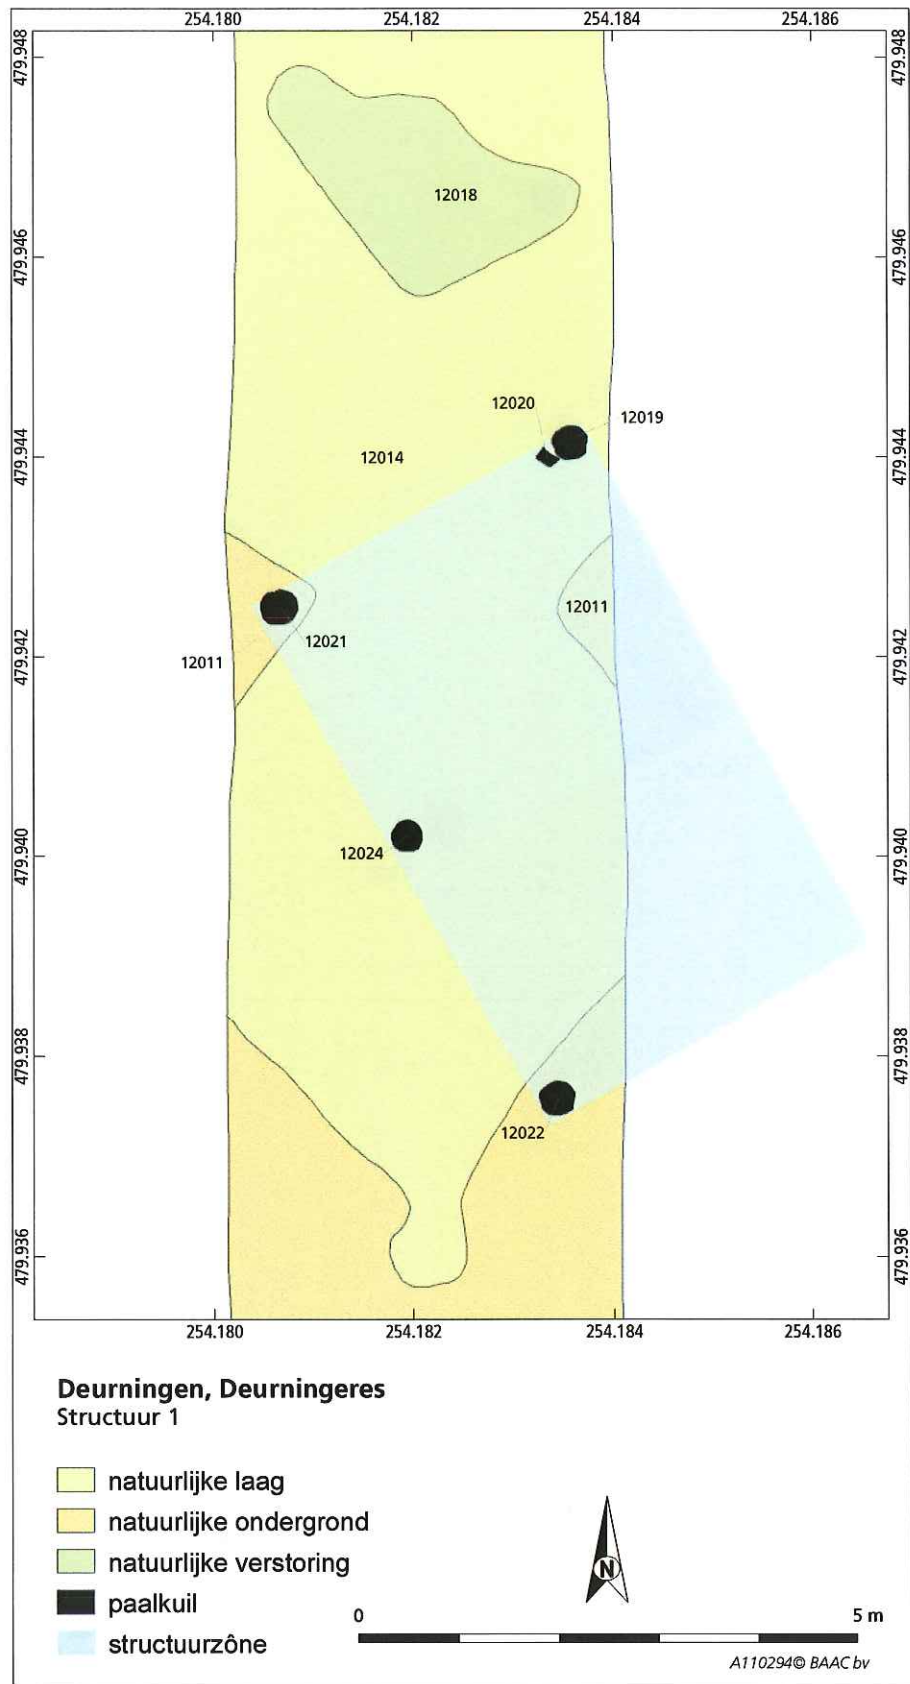 254.180 254.182 254.184 254.186
479.948 479.948
12018
479.946 479.946
12020
12019
479.944 12014 479.944
12011
12021
479.942 12011 479.942
479.940 12024 479.940
479.938 479.938
12022
479.936 479.936
254.180 254.182 254.184 254.186
Deurningen, Deurningeres
Structuur 1
natuurlijke laag
natuurlijke ondergrond
natuurlijke verstoring
N
paalkuil
0 5 m
structuurzône
A110294© BAAC bv